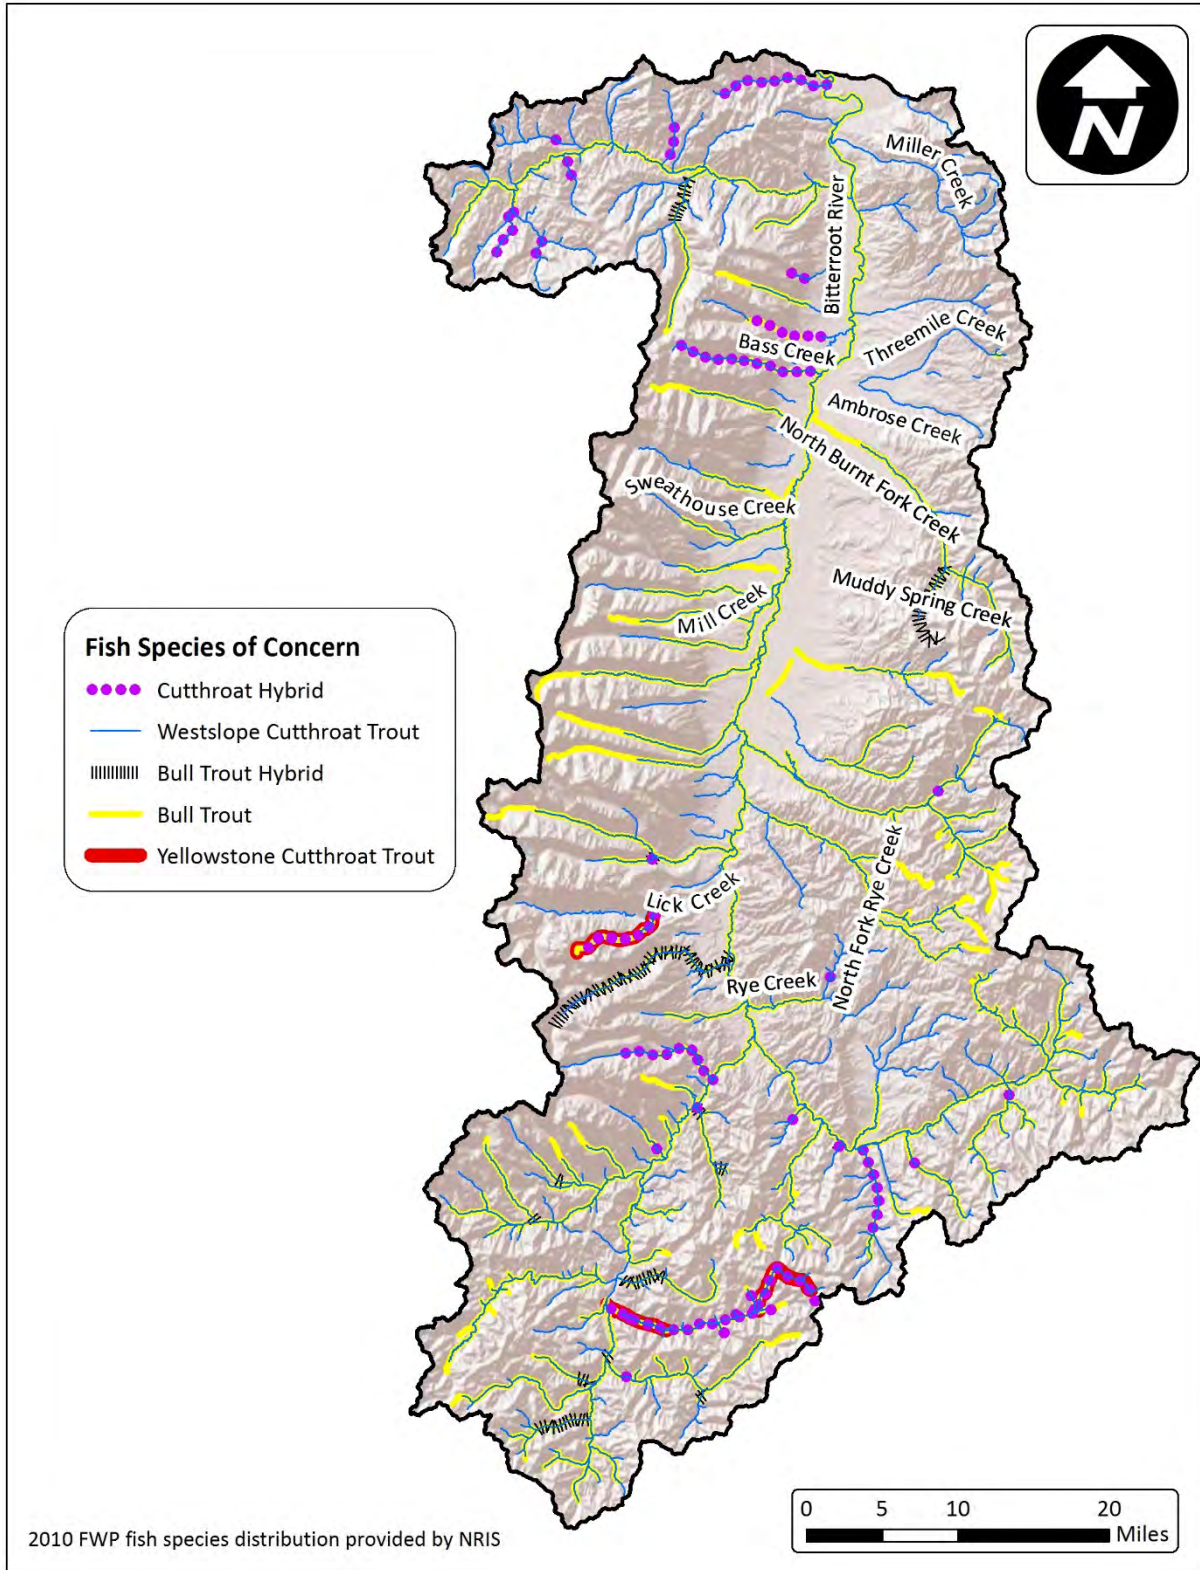 N
Miller Creek
Bitterroot River
Threemile Creek
Bass Creek
Ambrose Creek
North Burnt Fork Creek
Sweathouse Creek
Muddy Spring Creek
Mill Creek
Fish Species of Concern
Cutthroat Hybrid
Westslope Cutthroat Trout
Bull Trout Hybrid
Bull Trout
Yellowstone Cutthroat Trout
North Fork Rye Creek
Lick Creek
Rye Creek
0 5 10 20
Miles
2010 FWP fish species distribution provided by NRIS